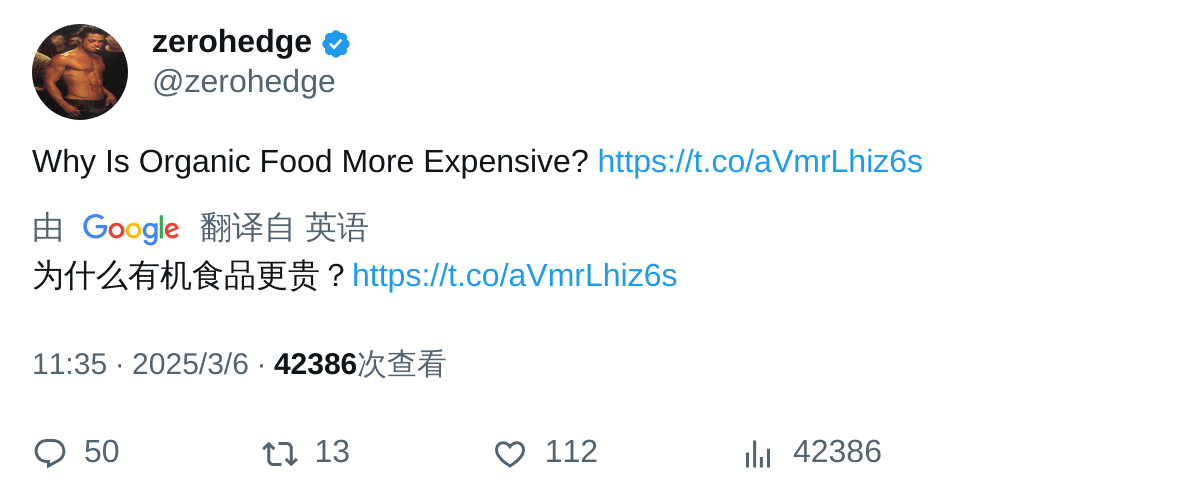 zerohedge
@zerohedge
Why Is Organic Food More Expensive? https://t.co/aVmrLhiz6s
由 Google 翻译自 英语
为什么有机食品更贵？https://t.co/aVmrLhiz6s
11:35 · 2025/3/6 · 42386次查看
50 13 112 42386